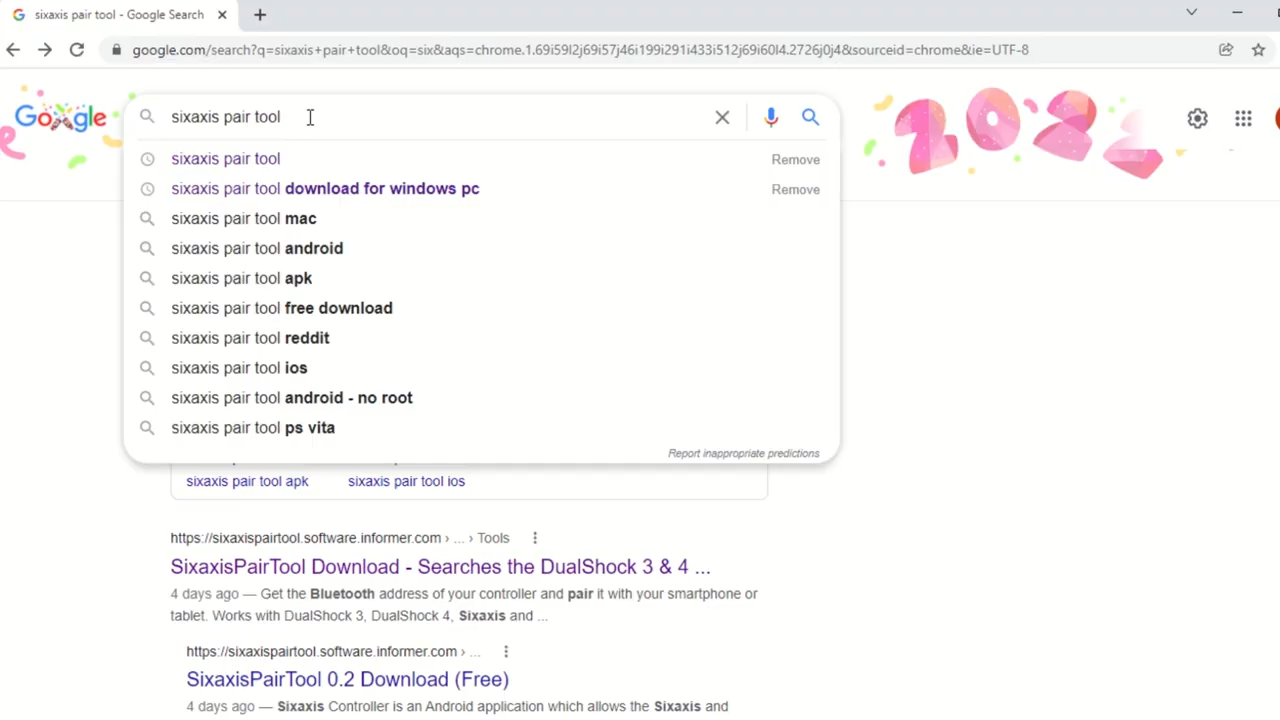 sixaxis pair tool - Google Search
google.com/search?q=sixaxis+pair+tool&oq=six&aqs=chrome.1.69i59l2j69i57j46i199i291i433i512j69i60l4.2726j0j4&sourceid=chrome&ie=UTF-8
Google
sixaxis pair tool
2022
sixaxis pair tool Remove
sixaxis pair tool download for windows pc Remove
sixaxis pair tool mac
sixaxis pair tool android
sixaxis pair tool apk
sixaxis pair tool free download
sixaxis pair tool reddit
sixaxis pair tool ios
sixaxis pair tool android - no root
sixaxis pair tool ps vita
Report inappropriate predictions
sixaxis pair tool apk sixaxis pair tool ios
https://sixaxispairtool.software.informer.com › ... › Tools
SixaxisPairTool Download - Searches the DualShock 3 & 4 ...
4 days ago — Get the Bluetooth address of your controller and pair it with your smartphone or
tablet. Works with DualShock 3, DualShock 4, Sixaxis and ...
https://sixaxispairtool.software.informer.com › ...
SixaxisPairTool 0.2 Download (Free)
4 days ago — Sixaxis Controller is an Android application which allows the Sixaxis and